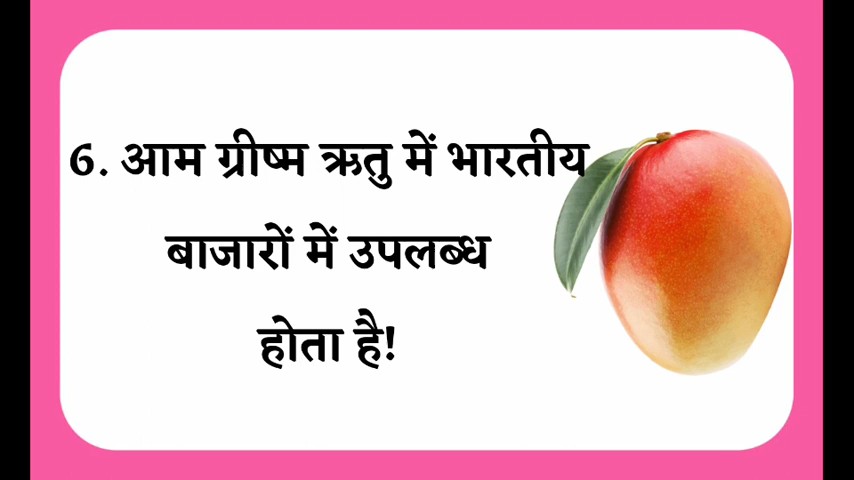 6. आम ग्रीष्म ऋतु में भारतीय
बाजारों में उपलब्ध
होता है!